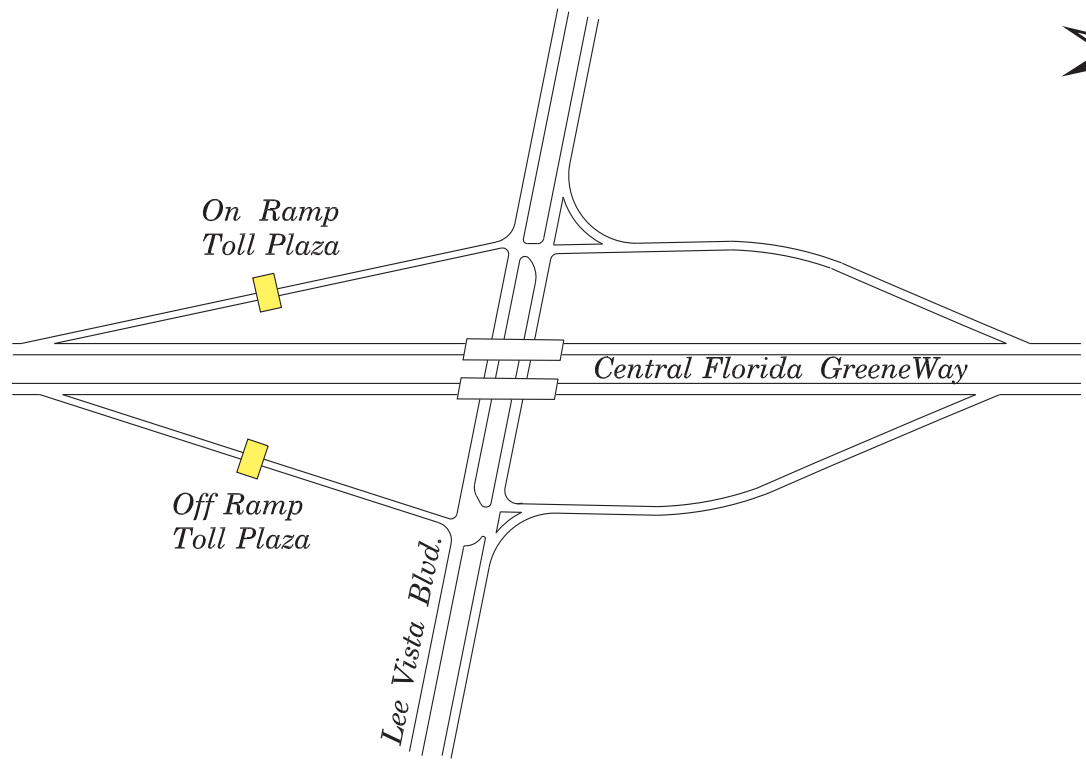 On Ramp
Toll Plaza
Central Florida GreeneWay
Off Ramp
Toll Plaza
Lee Vista Blvd.